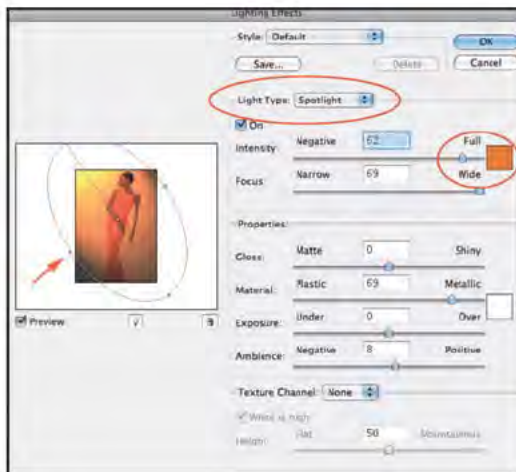 Lighting Effects
Style: Default
OK
Save... Delete Cancel
Light Type: Spotlight
On
Intensity: Negative 62 Full
Focus: Narrow 69 Wide
Properties:
Gloss: Matte 0 Shiny
Material: Plastic 69 Metallic
Exposure: Under 0 Over
Ambience: Negative 8 Positive
Preview
Texture Channel: None
White is high
Height: Flat 50 Mountainous